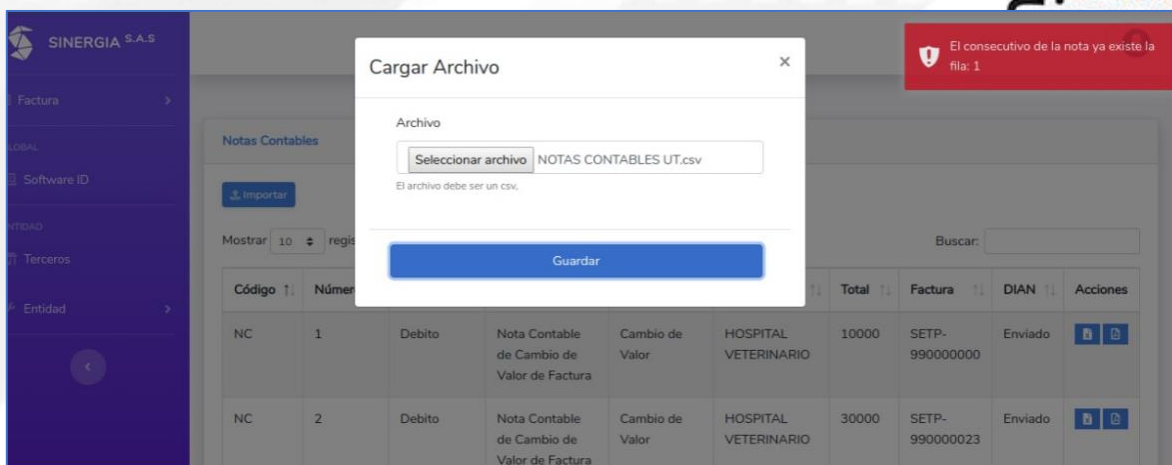 SINERGIA S.A.S
El consecutivo de la nota ya existe la
fila: 1
Cargar Archivo
×
Factura
Archivo
Seleccionar archivo NOTAS CONTABLES UT.csv
El archivo debe ser un csv,
Guardar
Notas Contables
Software ID
Importar
Terceros
Mostrar 10
Buscar:
Entidad
Código
Total
Factura
DIAN
Acciones
NC 1 Debito Nota Contable Cambio de HOSPITAL 10000 SETP- Enviado
de Cambio de Valor VETERINARIO 990000000
Valor de Factura
NC 2 Debito Nota Contable Cambio de HOSPITAL 30000 SETP- Enviado
de Cambio de Valor VETERINARIO 990000023
Valor de Factura